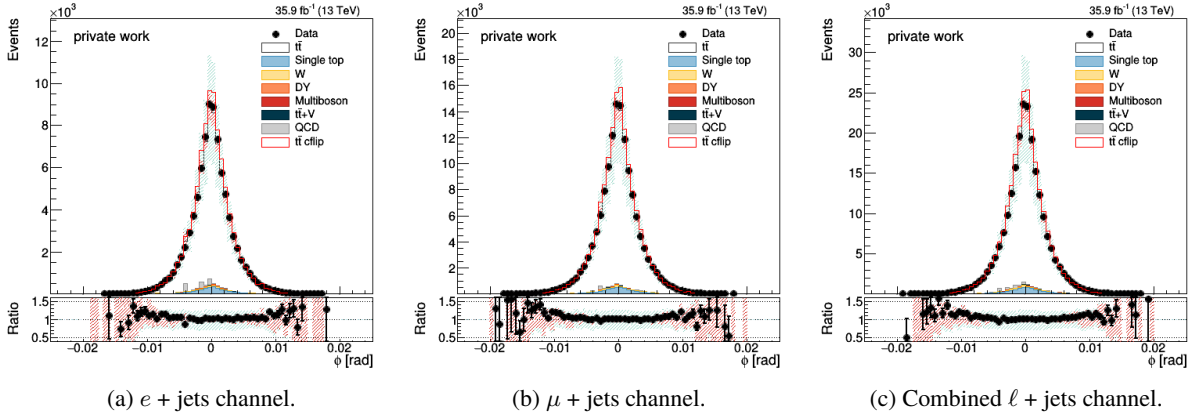 ×10³ 35.9 fb⁻¹ (13 TeV)
Events
private work
Data
tt̄
Single top
W
DY
Multiboson
tt̄+V
QCD
tt̄ cflip
12
10
8
6
4
2
Ratio
1.5
1
0.5
−0.02 −0.01 0 0.01 0.02
ϕ [rad]
(a) e + jets channel.
×10³ 35.9 fb⁻¹ (13 TeV)
Events
private work
Data
tt̄
Single top
W
DY
Multiboson
tt̄+V
QCD
tt̄ cflip
20
18
16
14
12
10
8
6
4
2
Ratio
1.5
1
0.5
−0.02 −0.01 0 0.01 0.02
ϕ [rad]
(b) μ + jets channel.
×10³ 35.9 fb⁻¹ (13 TeV)
Events
private work
Data
tt̄
Single top
W
DY
Multiboson
tt̄+V
QCD
tt̄ cflip
30
25
20
15
10
5
Ratio
1.5
1
0.5
−0.02 −0.01 0 0.01 0.02
ϕ [rad]
(c) Combined ℓ + jets channel.